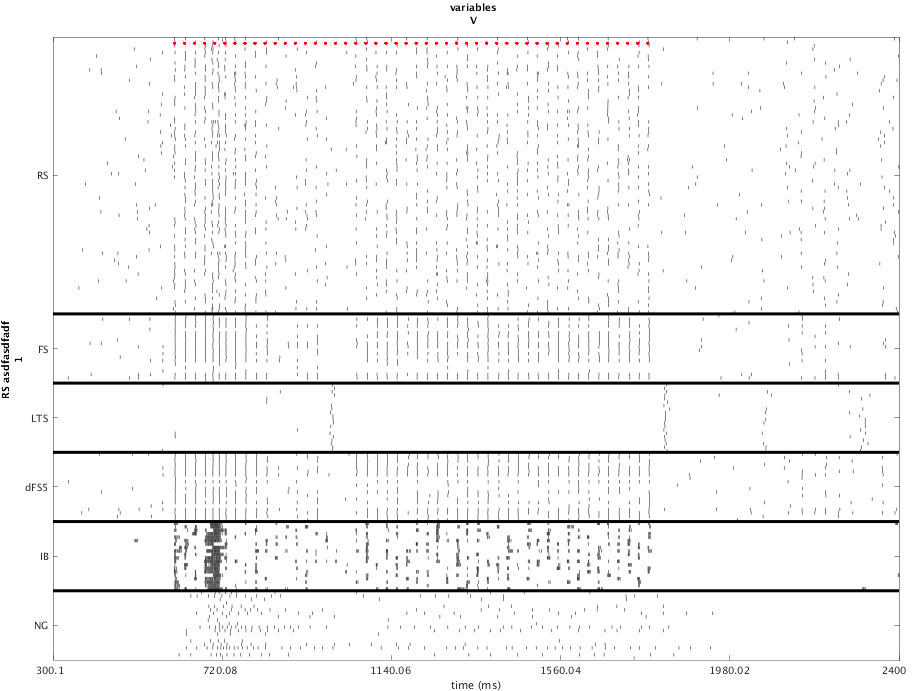 variables
V
RS asdfasdfadf
1
RS
FS
LTS
dFS5
IB
NG
300.1 720.08 1140.06 1560.04 1980.02 2400
time (ms)